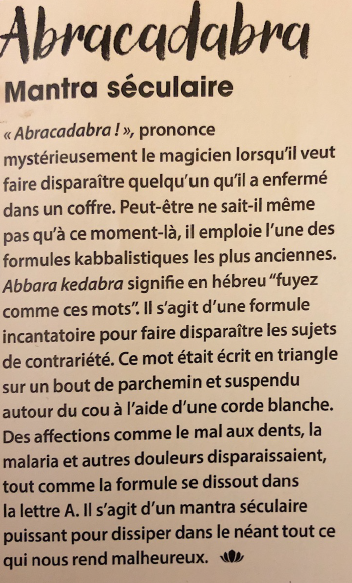 Abracadabra
Mantra séculaire
« Abracadabra ! », prononce
mystérieusement le magicien lorsqu'il veut
faire disparaître quelqu'un qu'il a enfermé
dans un coffre. Peut-être ne sait-il même
pas qu'à ce moment-là, il emploie l'une des
formules kabbalistiques les plus anciennes.
Abbara kedabra signifie en hébreu "fuyez
comme ces mots". Il s'agit d'une formule
incantatoire pour faire disparaître les sujets
de contrariété. Ce mot était écrit en triangle
sur un bout de parchemin et suspendu
autour du cou à l'aide d'une corde blanche.
Des affections comme le mal aux dents, la
malaria et autres douleurs disparaissaient,
tout comme la formule se dissout dans
la lettre A. Il s'agit d'un mantra séculaire
puissant pour dissiper dans le néant tout ce
qui nous rend malheureux.